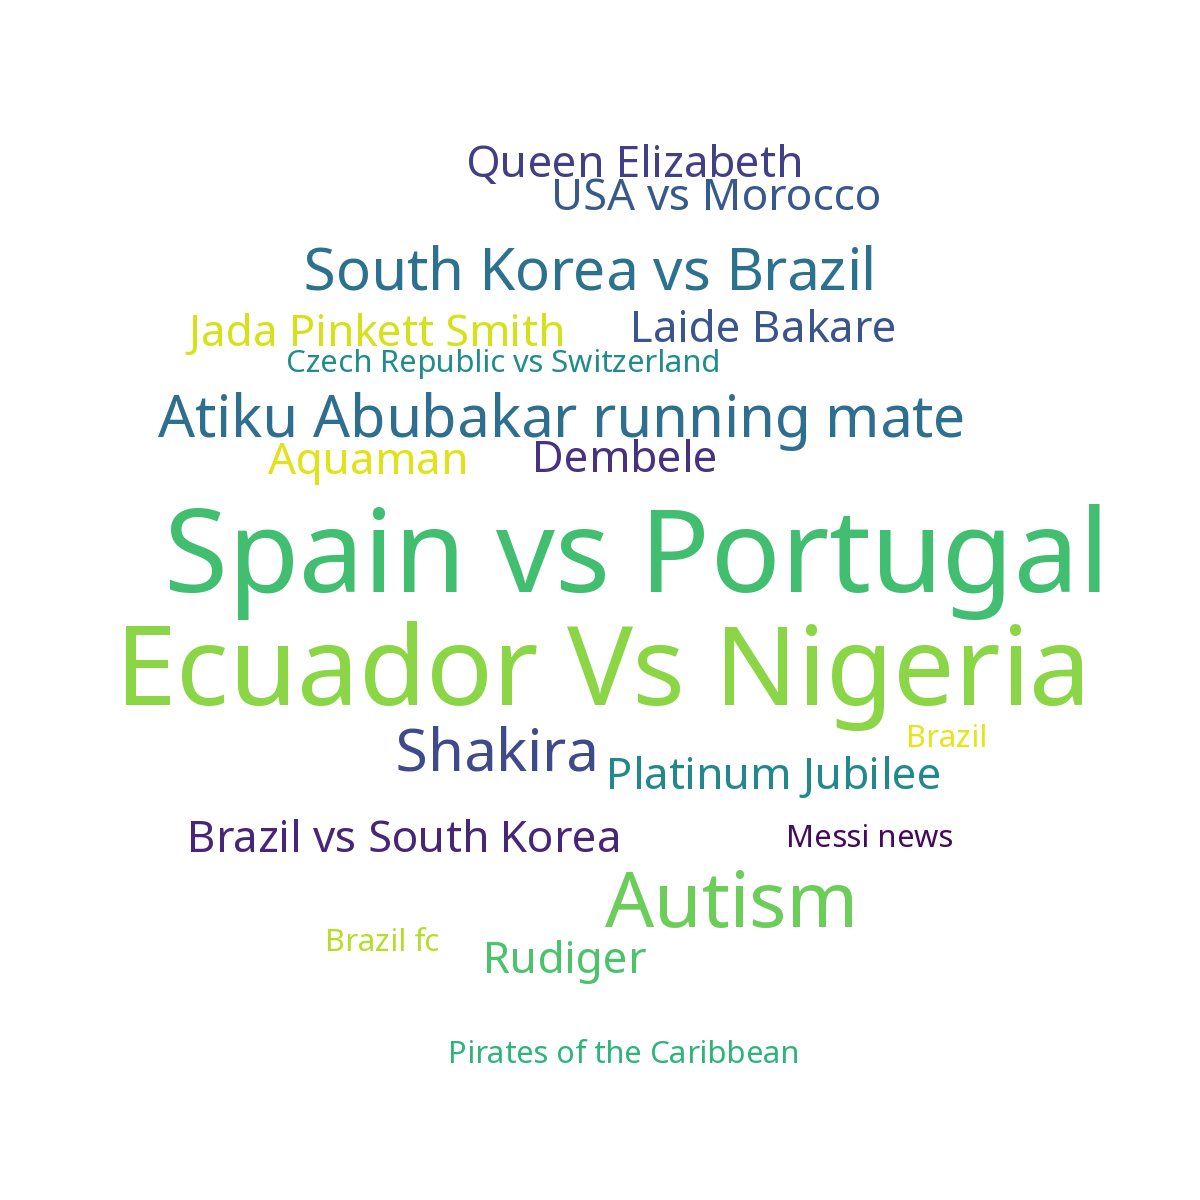 Queen Elizabeth
USA vs Morocco
South Korea vs Brazil
Jada Pinkett Smith
Laide Bakare
Czech Republic vs Switzerland
Atiku Abubakar running mate
Aquaman
Dembele
Spain vs Portugal
Ecuador Vs Nigeria
Shakira
Brazil
Platinum Jubilee
Brazil vs South Korea
Messi news
Autism
Brazil fc
Rudiger
Pirates of the Caribbean